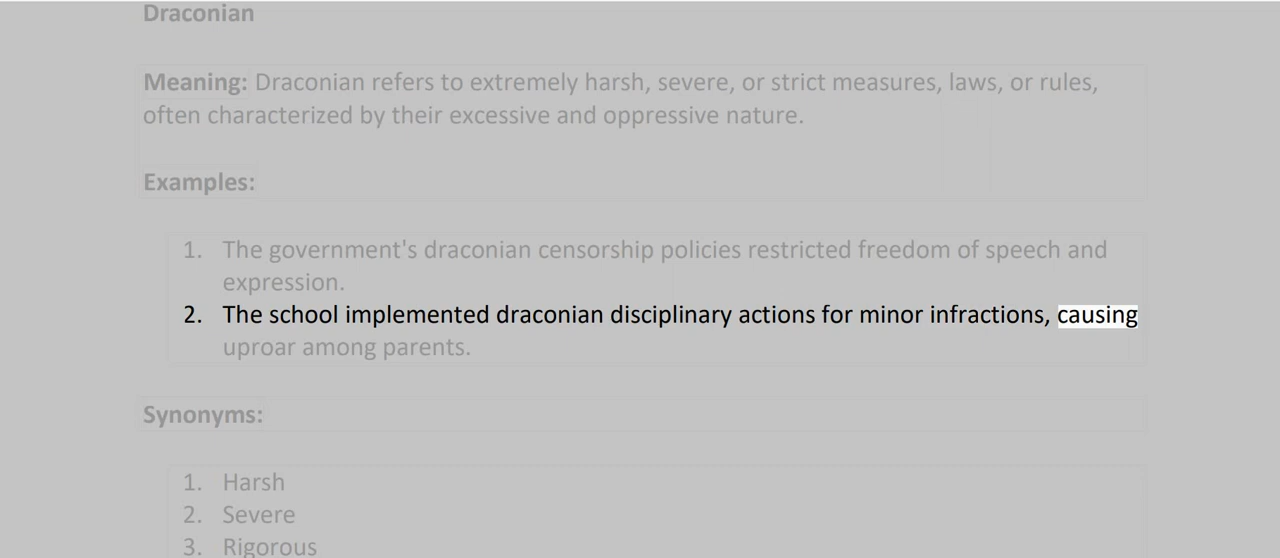 Draconian
Meaning: Draconian refers to extremely harsh, severe, or strict measures, laws, or rules,
often characterized by their excessive and oppressive nature.
Examples:
1. The government's draconian censorship policies restricted freedom of speech and
expression.
2. The school implemented draconian disciplinary actions for minor infractions, causing
uproar among parents.
Synonyms:
1. Harsh
2. Severe
3. Rigorous